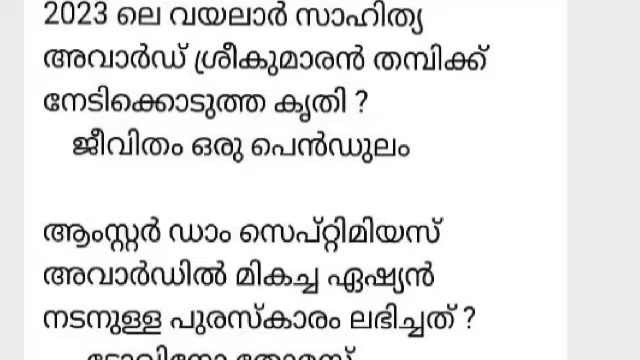 2023 ലെ വയലാർ സാഹിത്യ
അവാർഡ് ശ്രീകുമാരൻ തമ്പിക്ക്
നേടിക്കൊടുത്ത കൃതി ?
ജീവിതം ഒരു പെൻഡുലം
ആംസ്റ്റർ ഡാം സെപ്റ്റിമിയസ്
അവാർഡിൽ മികച്ച ഏഷ്യൻ
നടനുള്ള പുരസ്കാരം ലഭിച്ചത് ?
ടോവിനോ തോമസ്